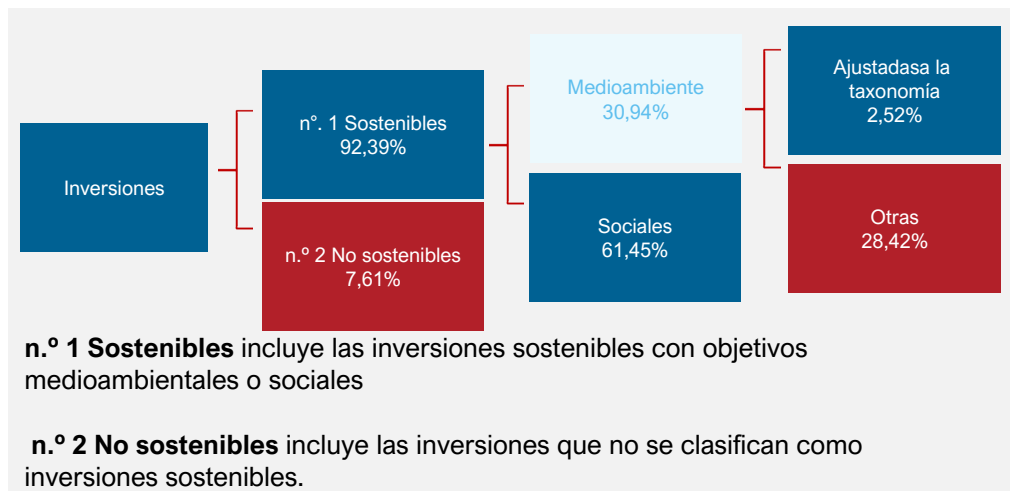 Inversiones
n°. 1 Sostenibles
92,39%
n.º 2 No sostenibles
7,61%
Medioambiente
30,94%
Sociales
61,45%
Ajustadasa la
taxonomía
2,52%
Otras
28,42%
n.º 1 Sostenibles incluye las inversiones sostenibles con objetivos
medioambientales o sociales
n.º 2 No sostenibles incluye las inversiones que no se clasifican como
inversiones sostenibles.